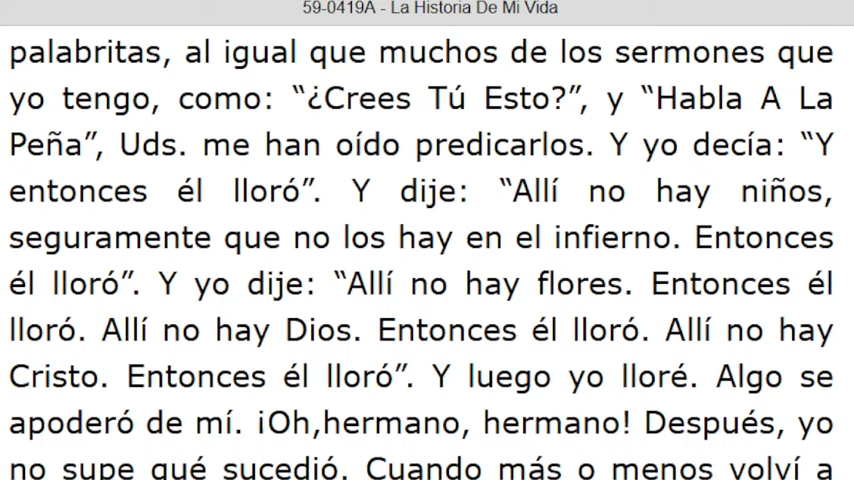 59-0419A - La Historia De Mi Vida
palabritas, al igual que muchos de los sermones que
yo tengo, como: “¿Crees Tú Esto?”, y “Habla A La
Peña”, Uds. me han oído predicarlos. Y yo decía: “Y
entonces él lloró”. Y dije: “Allí no hay niños,
seguramente que no los hay en el infierno. Entonces
él lloró”. Y yo dije: “Allí no hay flores. Entonces él
lloró. Allí no hay Dios. Entonces él lloró. Allí no hay
Cristo. Entonces él lloró”. Y luego yo lloré. Algo se
apoderó de mí. ¡Oh,hermano, hermano! Después, yo
no supe qué sucedió. Cuando más o menos volví a